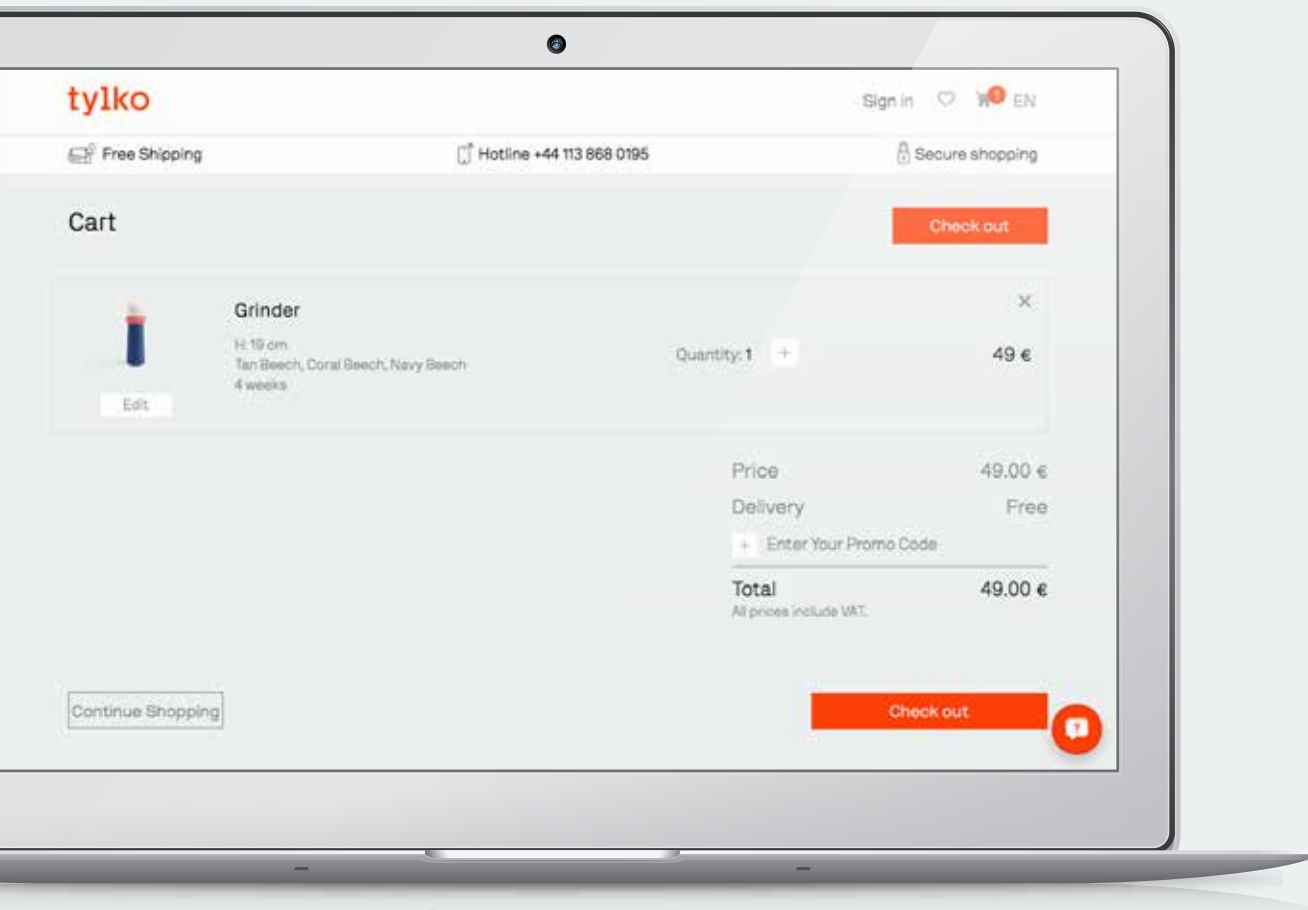 tylko
Sign in 1 EN
Free Shipping
Hotline +44 113 868 0195
Secure shopping
Cart
Check out
Grinder
H: 19 cm
Tan Beech, Coral Beech, Navy Beech
4 weeks
Edit
Quantity: 1 +
49 €
Price 49.00 €
Delivery Free
+ Enter Your Promo Code
Total 49.00 €
All prices include VAT.
Continue Shopping
Check out
?